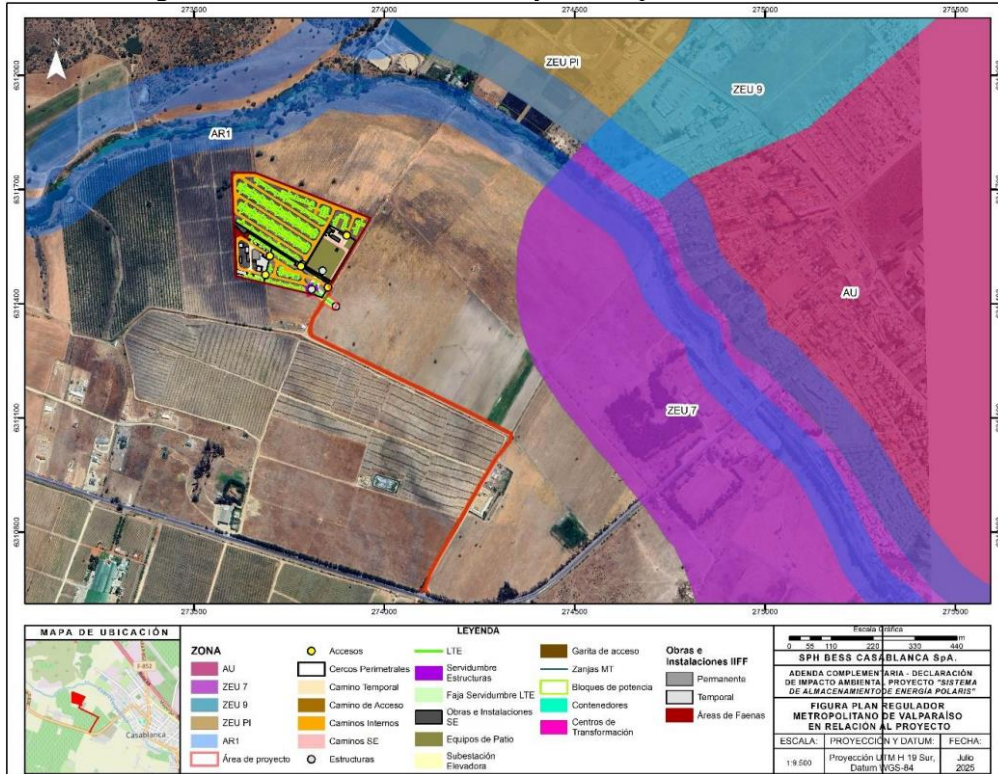 273500
274000
274500
275000
275500
N
6312000
6311700
6311400
6311100
6310800
ZEU PI
ZEU 9
AR1
AU
ZEU 7
273500
274000
274500
275000
275500
MAPA DE UBICACIÓN
F-852
Casablanca
LEYENDA
ZONA
AU
ZEU 7
ZEU 9
ZEU PI
AR1
Área de proyecto
Accesos
Cercos Perimetrales
Camino Temporal
Camino de Acceso
Caminos Internos
Caminos SE
Estructuras
LTE
Servidumbre
Estructuras
Faja Servidumbre LTE
Obras e Instalaciones
SE
Equipos de Patio
Subestación
Elevadora
Garita de acceso
Zanjas MT
Bloques de potencia
Contenedores
Centros de
Transformación
Obras e
Instalaciones IIFF
Permanente
Temporal
Áreas de Faenas
Escala Gráfica
0 55 110 220 330 440
m
SPH BESS CASABLANCA SpA.
ADENDA COMPLEMENTARIA - DECLARACIÓN
DE IMPACTO AMBIENTAL PROYECTO "SISTEMA
DE ALMACENAMIENTO DE ENERGÍA POLARIS"
FIGURA PLAN REGULADOR
METROPOLITANO DE VALPARAÍSO
EN RELACIÓN AL PROYECTO
ESCALA: PROYECCIÓN Y DATUM: FECHA:
1:9.500 Proyección UTM H 19 Sur, Datum WGS-84 Julio 2025